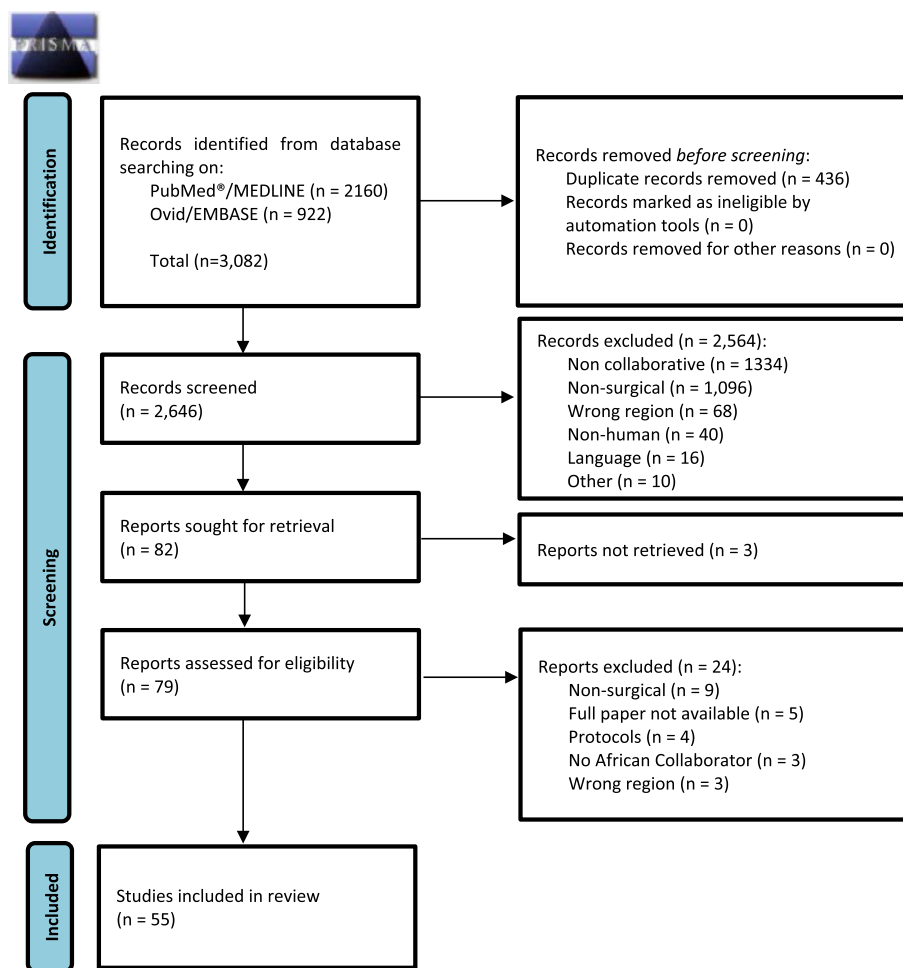 PRISMA
Identification
Records identified from database
searching on:
PubMed®/MEDLINE (n = 2160)
Ovid/EMBASE (n = 922)
Total (n=3,082)
Records removed before screening:
Duplicate records removed (n = 436)
Records marked as ineligible by
automation tools (n = 0)
Records removed for other reasons (n = 0)
Screening
Records screened
(n = 2,646)
Records excluded (n = 2,564):
Non collaborative (n = 1334)
Non-surgical (n = 1,096)
Wrong region (n = 68)
Non-human (n = 40)
Language (n = 16)
Other (n = 10)
Reports sought for retrieval
(n = 82)
Reports not retrieved (n = 3)
Reports assessed for eligibility
(n = 79)
Reports excluded (n = 24):
Non-surgical (n = 9)
Full paper not available (n = 5)
Protocols (n = 4)
No African Collaborator (n = 3)
Wrong region (n = 3)
Included
Studies included in review
(n = 55)